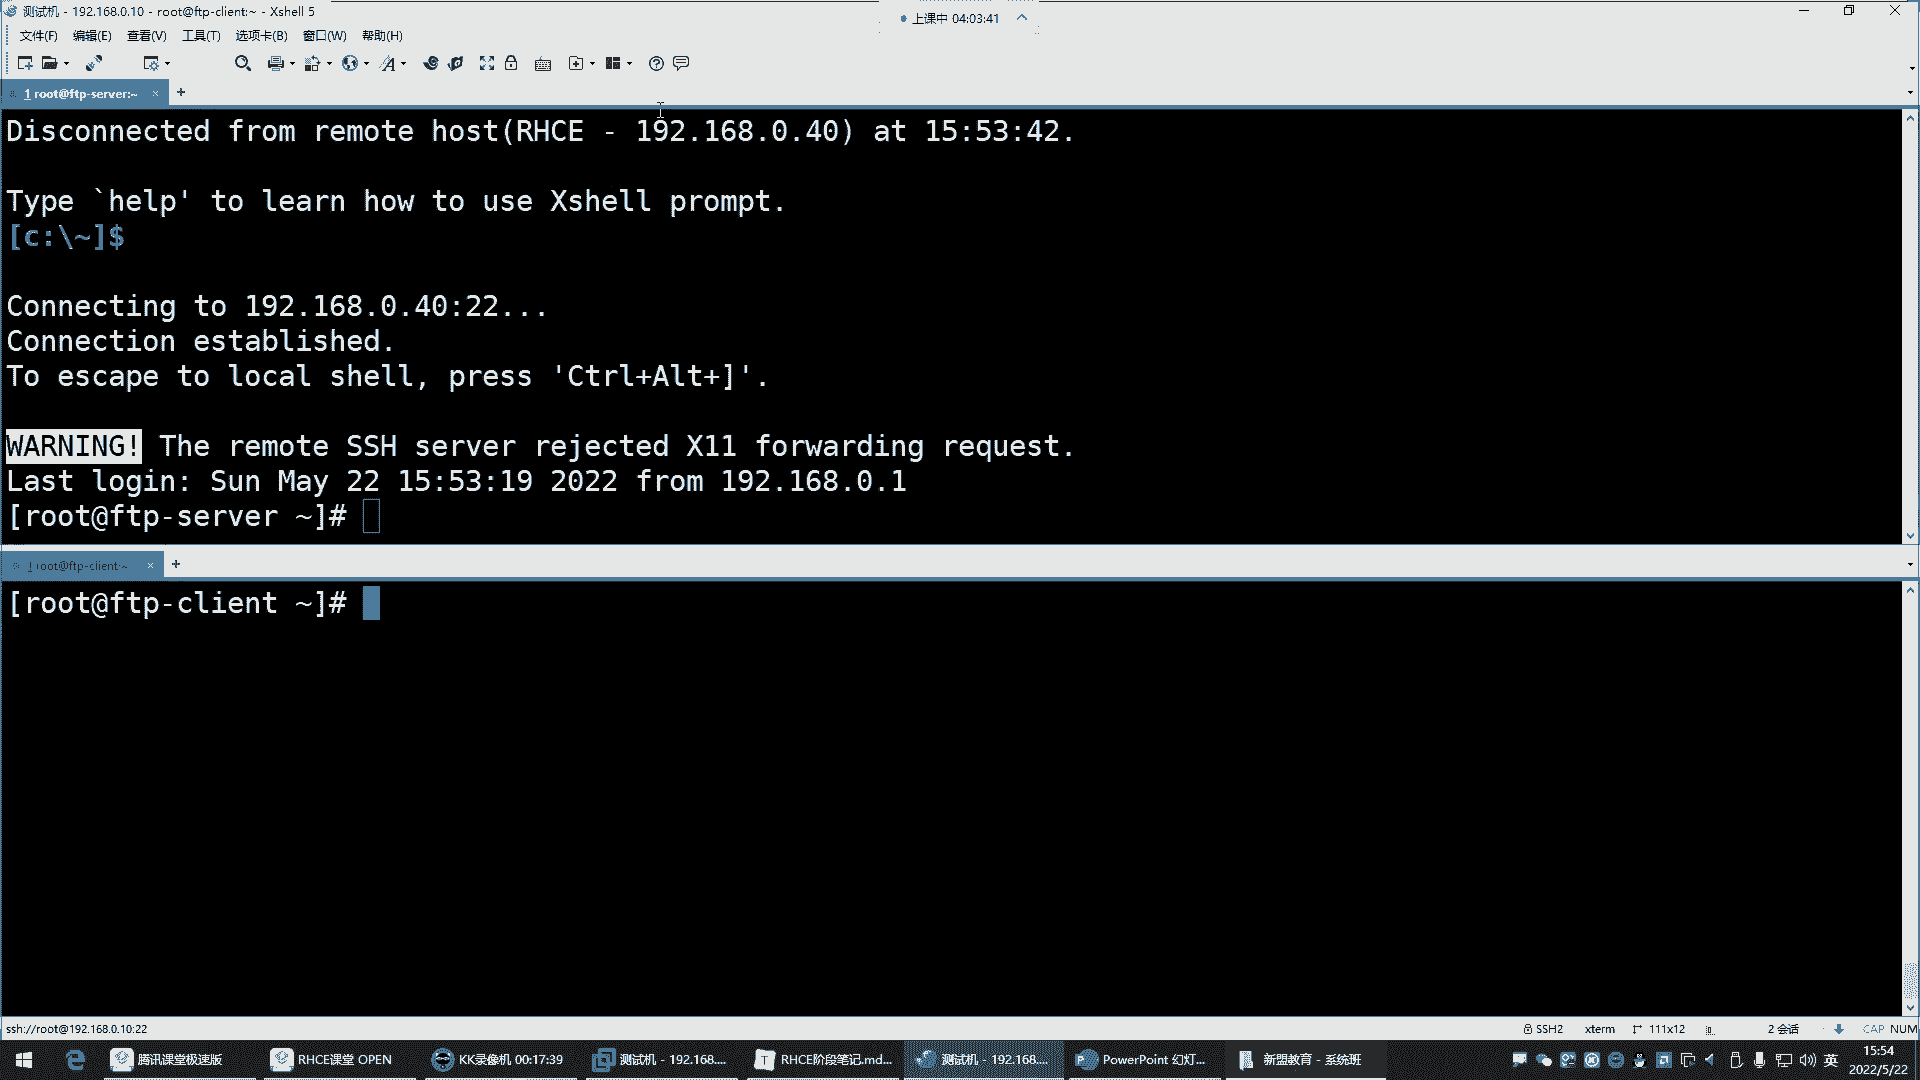 测试机 - 192.168.0.10 - root@ftp-client:~ - Xshell 5
上课中 04:03:41
文件(F) 编辑(E) 查看(V) 工具(T) 选项卡(B) 窗口(W) 帮助(H)
1 root@ftp-server:~
Disconnected from remote host(RHCE - 192.168.0.40) at 15:53:42.
Type `help' to learn how to use Xshell prompt.
[c:\~]$
Connecting to 192.168.0.40:22...
Connection established.
To escape to local shell, press 'Ctrl+Alt+]'.
WARNING! The remote SSH server rejected X11 forwarding request.
Last login: Sun May 22 15:53:19 2022 from 192.168.0.1
[root@ftp-server ~]#
1 root@ftp-client:~
[root@ftp-client ~]#
ssh://root@192.168.0.10:22 SSH2 xterm 111x12 2 会话 CAP NUM
腾讯课堂极速版 RHCE课堂 OPEN KK录像机 00:17:39 测试机 - 192.168.... RHCE阶段笔记.md... 测试机 - 192.168.... PowerPoint 幻灯... 新盟教育 - 系统班 英 15:54
2022/5/22